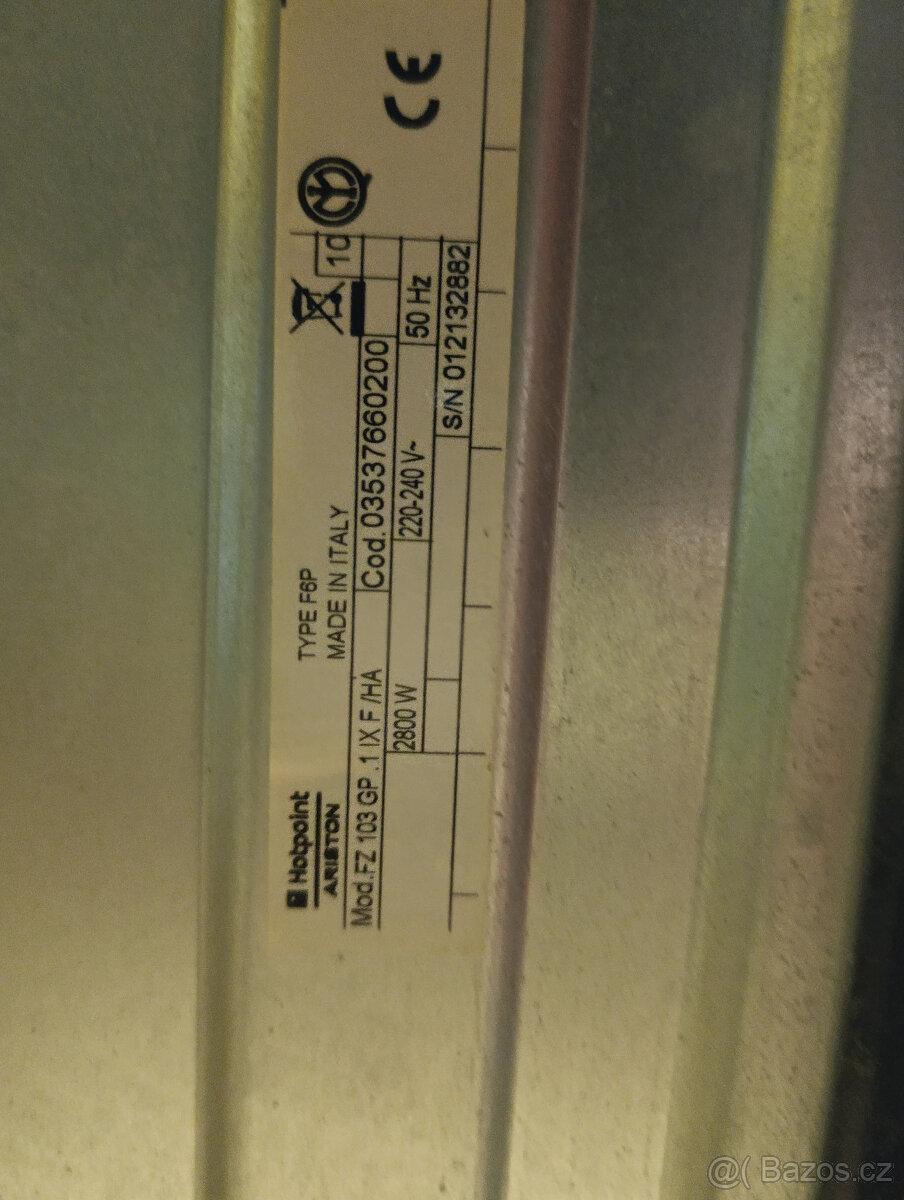 Hotpoint
ARISTON
TYPE F6P
MADE IN ITALY
10
CE
Mod.FZ 103 GP .1 IX F /HA
Cod. 03537660200
2800 W
220-240 V~
50 Hz
S/N 012132882
@( Bazos.cz